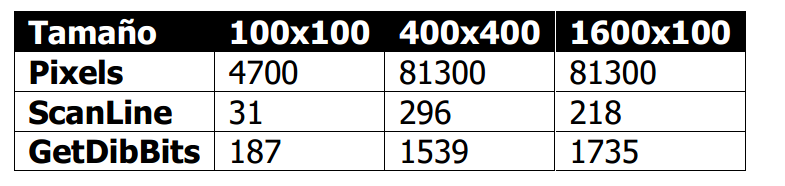 Tamaño 100x100 400x400 1600x100
Pixels 4700 81300 81300
ScanLine 31 296 218
GetDibBits 187 1539 1735